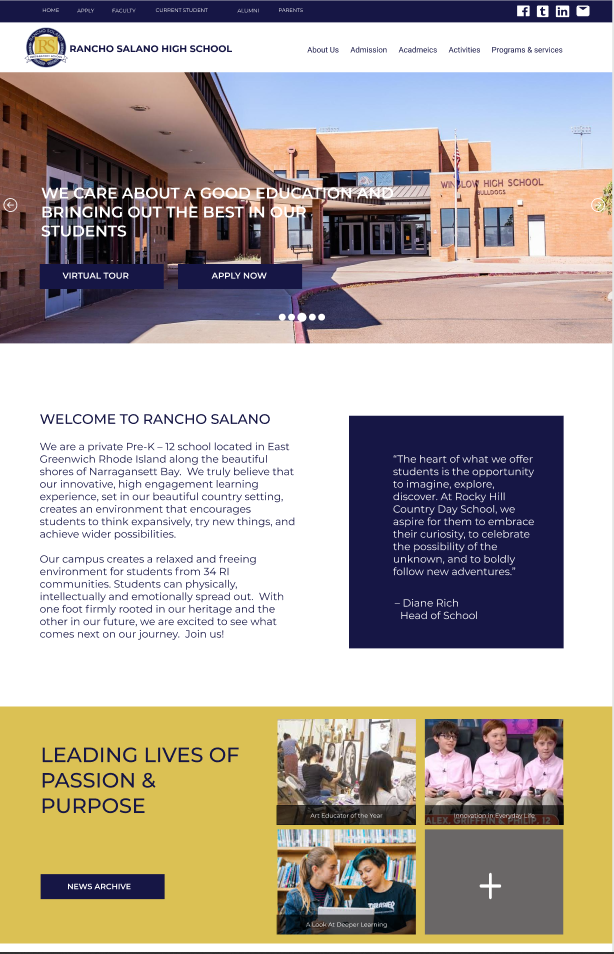 HOME APPLY FACULTY CURRENT STUDENT ALUMNI PARENTS
RS
RANCHO SALANO HIGH SCHOOL
About Us Admission Acadmeics Activities Programs & services
WINSLOW HIGH SCHOOL
BULLDOGS
WE CARE ABOUT A GOOD EDUCATION AND
BRINGING OUT THE BEST IN OUR
STUDENTS
VIRTUAL TOUR APPLY NOW
WELCOME TO RANCHO SALANO
We are a private Pre-K – 12 school located in East
Greenwich Rhode Island along the beautiful
shores of Narragansett Bay. We truly believe that
our innovative, high engagement learning
experience, set in our beautiful country setting,
creates an environment that encourages
students to think expansively, try new things, and
achieve wider possibilities.
Our campus creates a relaxed and freeing
environment for students from 34 RI
communities. Students can physically,
intellectually and emotionally spread out. With
one foot firmly rooted in our heritage and the
other in our future, we are excited to see what
comes next on our journey. Join us!
“The heart of what we offer
students is the opportunity
to imagine, explore,
discover. At Rocky Hill
Country Day School, we
aspire for them to embrace
their curiosity, to celebrate
the possibility of the
unknown, and to boldly
follow new adventures.”
– Diane Rich
Head of School
LEADING LIVES OF
PASSION &
PURPOSE
NEWS ARCHIVE
Art Educator of the Year
Innovation In Everyday Life
ALEX, GRIFFFIN & PHILIP, 12
THRASHER
A Look At Deeper Learning